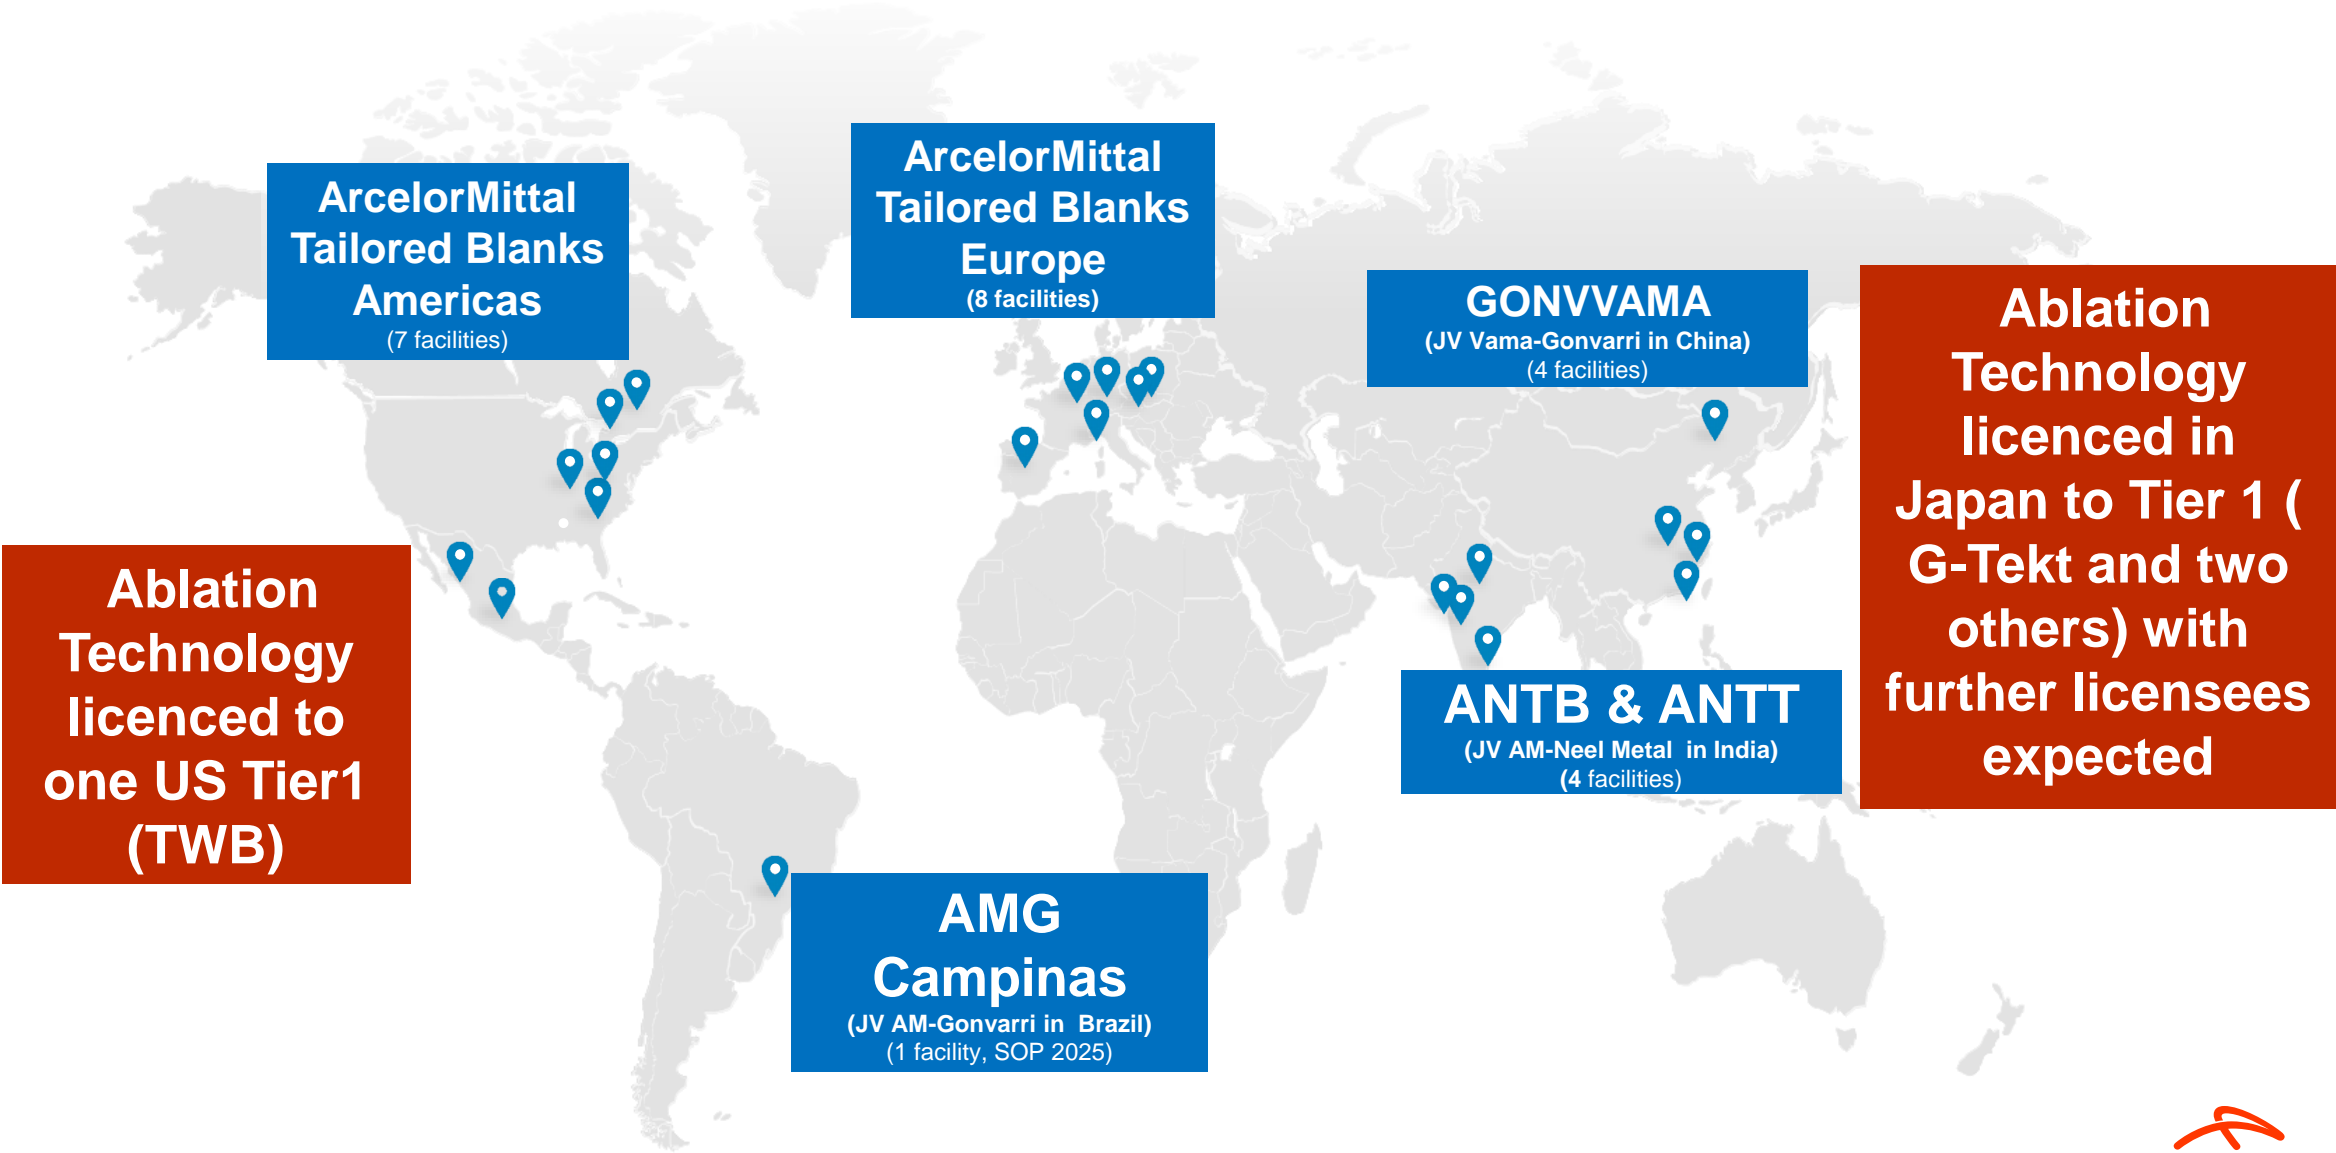 ArcelorMittal
Tailored Blanks
Americas
(7 facilities)
ArcelorMittal
Tailored Blanks
Europe
(8 facilities)
GONVVAMA
(JV Vama-Gonvarri in China)
(4 facilities)
Ablation
Technology
licenced in
Japan to Tier 1 (
G-Tekt and two
others) with
further licensees
expected
Ablation
Technology
licenced to
one US Tier1
(TWB)
ANTB & ANTT
(JV AM-Neel Metal in India)
(4 facilities)
AMG
Campinas
(JV AM-Gonvarri in Brazil)
(1 facility, SOP 2025)